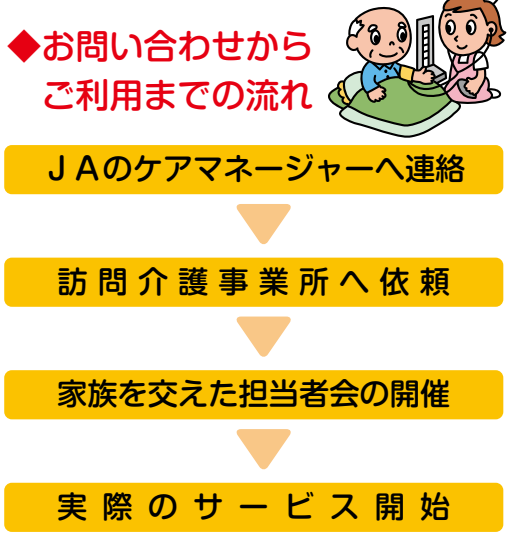 ◆お問い合わせから
ご利用までの流れ
ＪＡのケアマネージャーへ連絡
訪問介護事業所へ依頼
家族を交えた担当者会の開催
実際のサービス開始